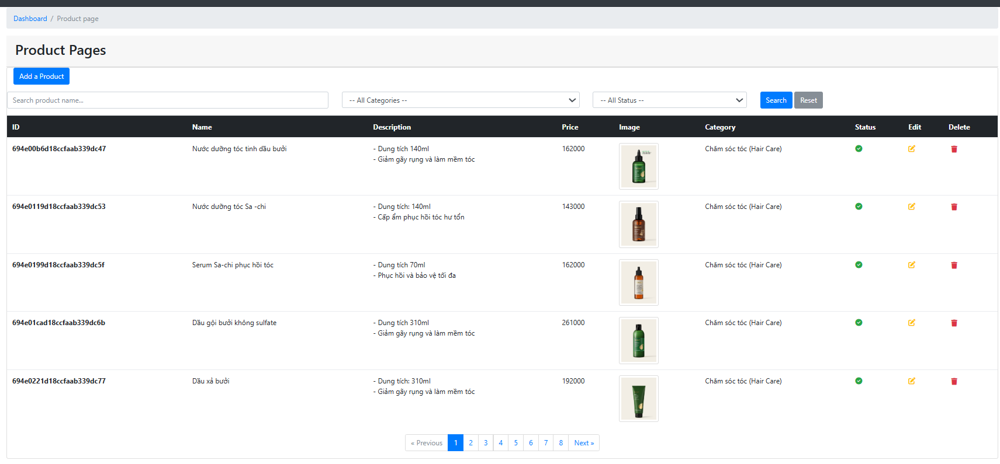 Dashboard / Product page
Product Pages
Add a Product
Search product name...
-- All Categories --
-- All Status --
Search
Reset
ID Name Description Price Image Category Status Edit Delete
694e00b6d18ccfaab339dc47 Nước dưỡng tóc tinh dầu bưởi - Dung tích 140ml 162000 Chăm sóc tóc (Hair Care)
- Giảm gãy rụng và làm mềm tóc
694e0119d18ccfaab339dc53 Nước dưỡng tóc Sa -chi - Dung tích: 140ml 143000 Chăm sóc tóc (Hair Care)
- Cấp ẩm phục hồi tóc hư tổn
694e0199d18ccfaab339dc5f Serum Sa-chi phục hồi tóc - Dung tích 70ml 162000 Chăm sóc tóc (Hair Care)
- Phục hồi và bảo vệ tối đa
694e01cad18ccfaab339dc6b Dầu gội bưởi không sulfate - Dung tích 310ml 261000 Chăm sóc tóc (Hair Care)
- Giảm gãy rụng và làm mềm tóc
694e0221d18ccfaab339dc77 Dầu xả bưởi - Dung tích: 310ml 192000 Chăm sóc tóc (Hair Care)
- Giảm gãy rụng và làm mềm tóc
« Previous 1 2 3 4 5 6 7 8 Next »